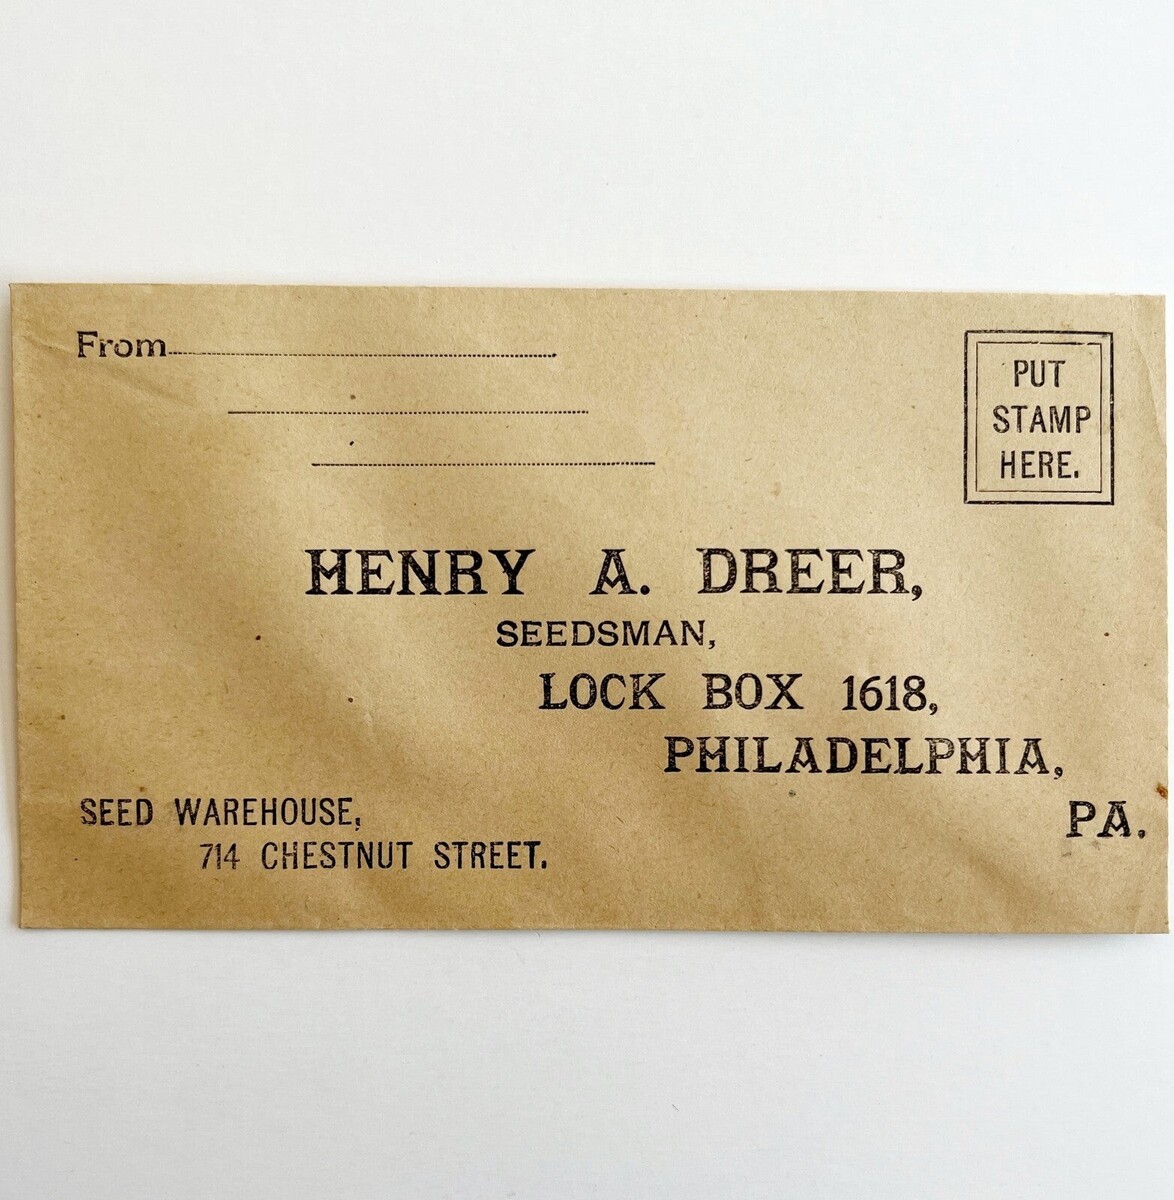 From
PUT
STAMP
HERE.
HENRY A. DREER,
SEEDSMAN,
LOCK BOX 1618,
PHILADELPHIA,
PA.
SEED WAREHOUSE,
714 CHESTNUT STREET.